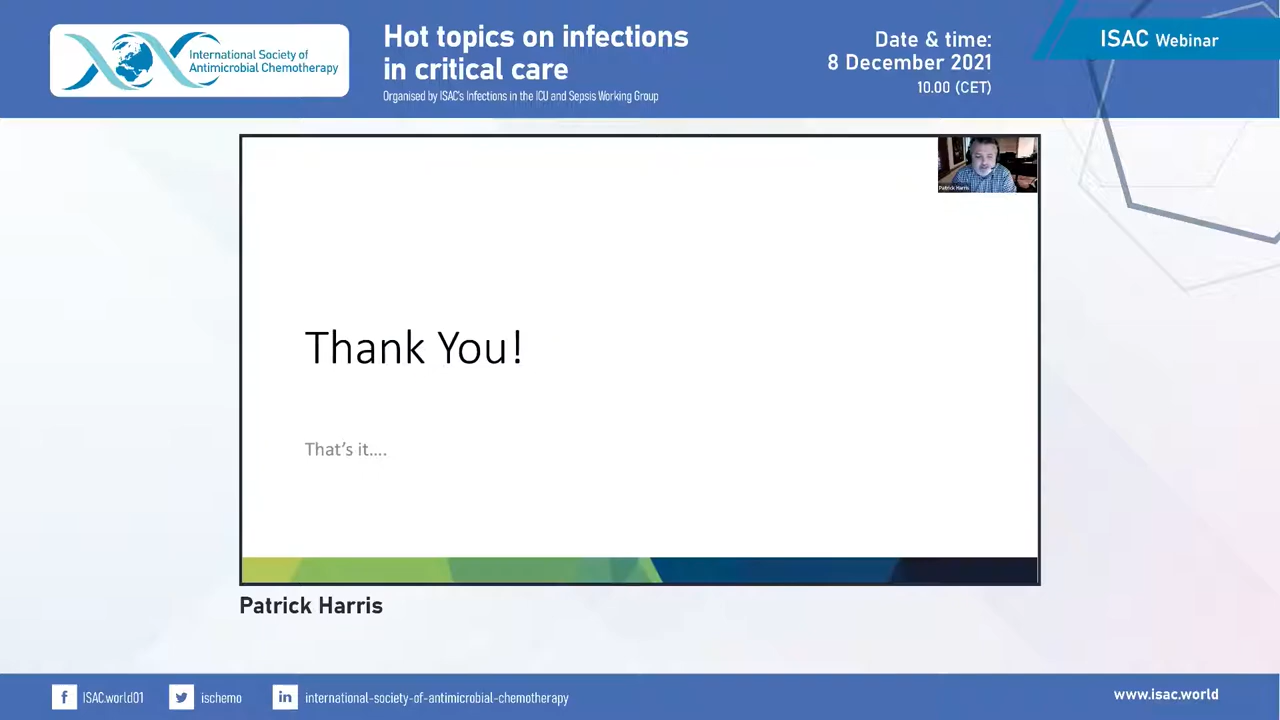 International Society of
Antimicrobial Chemotherapy
Hot topics on infections
in critical care
Organised by ISAC's Infections in the ICU and Sepsis Working Group
Date & time:
8 December 2021
10.00 (CET)
ISAC Webinar
Patrick Harris
Thank You!
That's it....
Patrick Harris
ISAC.world01
ischemo
international-society-of-antimicrobial-chemotherapy
www.isac.world